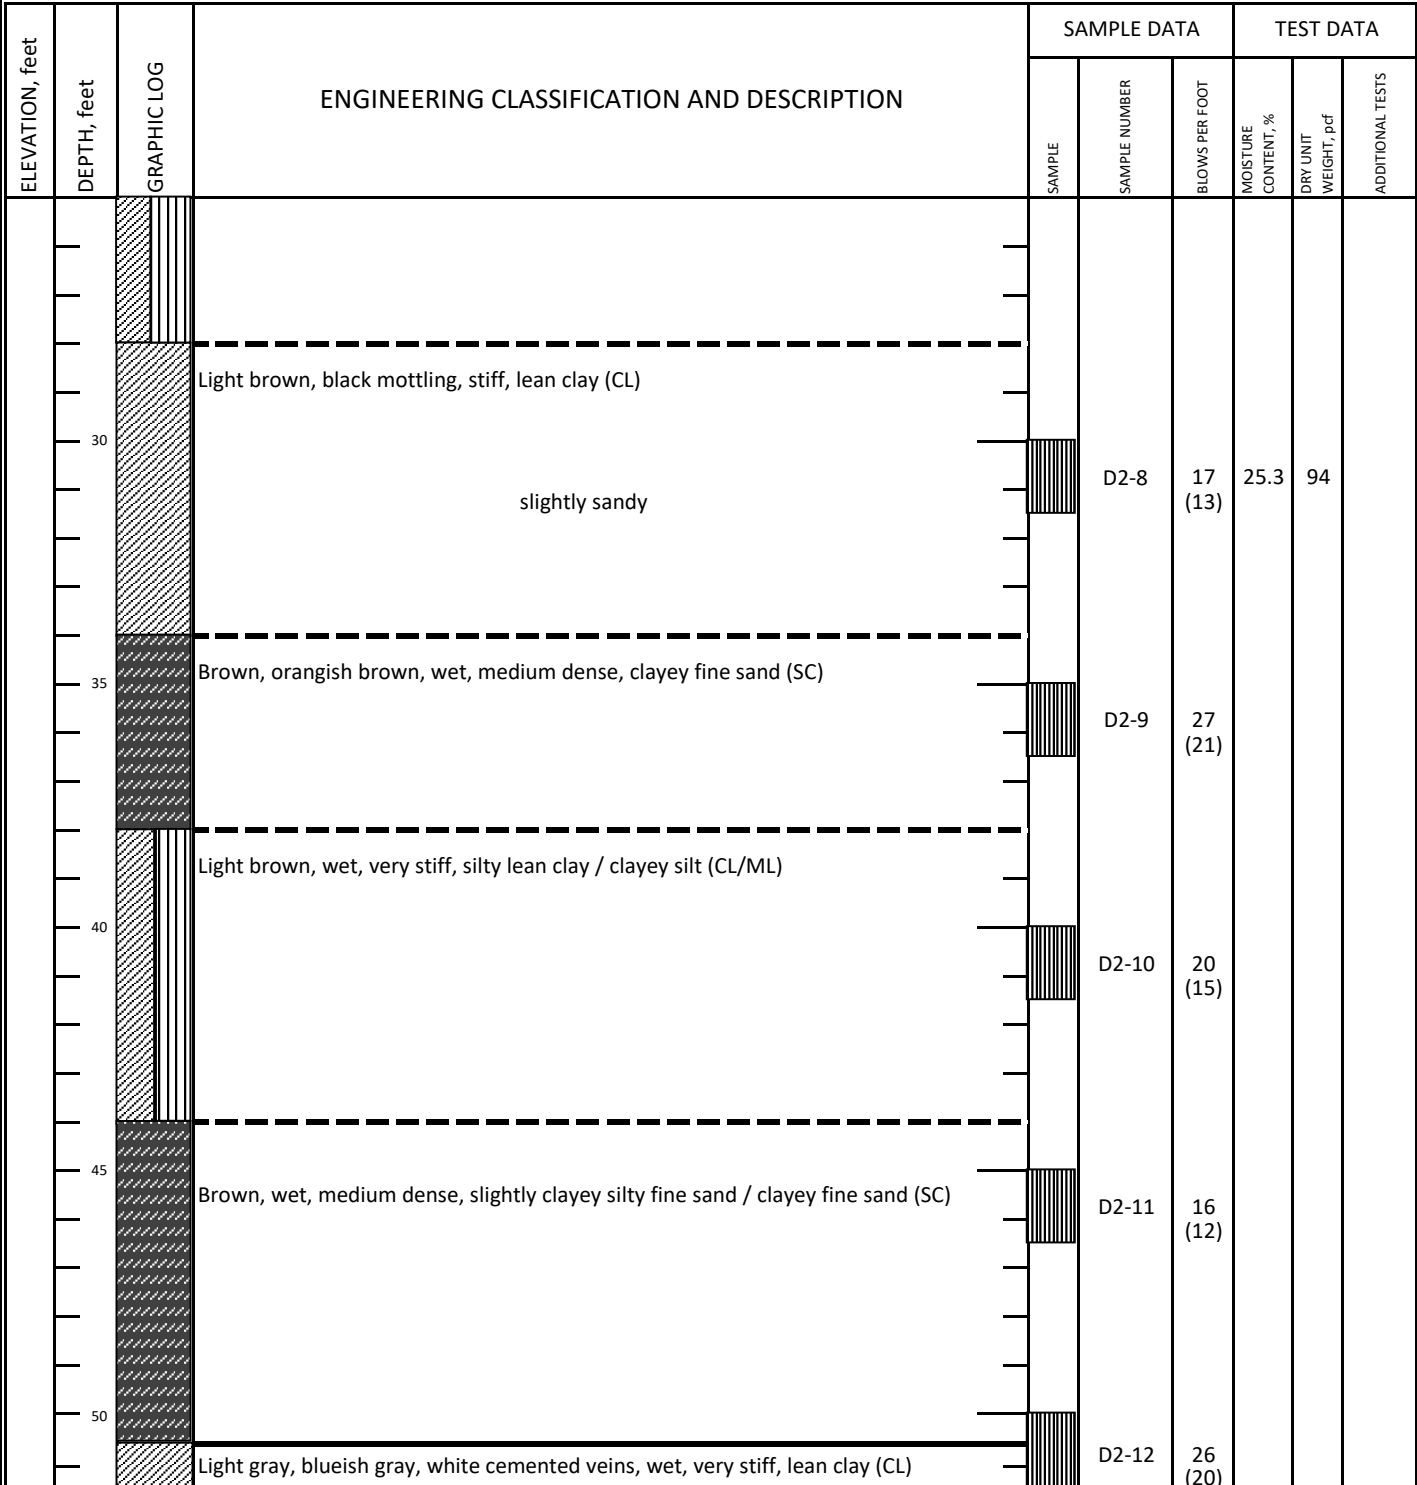 ELEVATION, feet
DEPTH, feet
GRAPHIC LOG
ENGINEERING CLASSIFICATION AND DESCRIPTION
SAMPLE DATA
TEST DATA
SAMPLE
SAMPLE NUMBER
BLOWS PER FOOT
MOISTURE
CONTENT, %
DRY UNIT
WEIGHT, pcf
ADDITIONAL TESTS
Light brown, black mottling, stiff, lean clay (CL)
30
D2-8 17 25.3 94
(13)
slightly sandy
Brown, orangish brown, wet, medium dense, clayey fine sand (SC)
35
D2-9 27
(21)
Light brown, wet, very stiff, silty lean clay / clayey silt (CL/ML)
40
D2-10 20
(15)
45
Brown, wet, medium dense, slightly clayey silty fine sand / clayey fine sand (SC)
D2-11 16
(12)
50
D2-12 26
(20)
Light gray, blueish gray, white cemented veins, wet, very stiff, lean clay (CL)